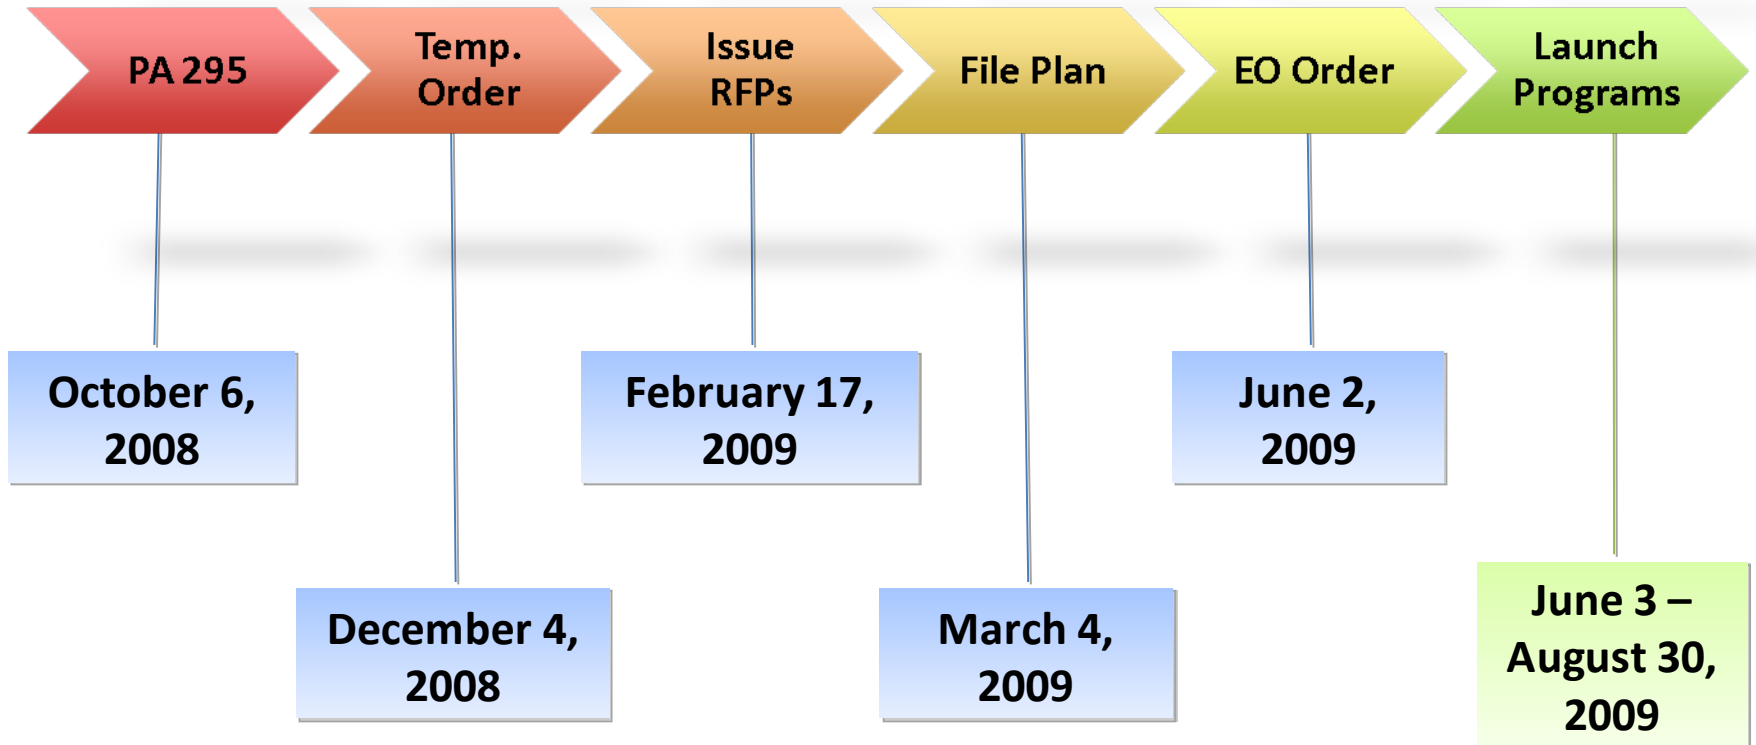 PA 295
Temp.
Order
Issue
RFPs
File Plan
EO Order
Launch
Programs
October 6,
2008
February 17,
2009
June 2,
2009
December 4,
2008
March 4,
2009
June 3 –
August 30,
2009